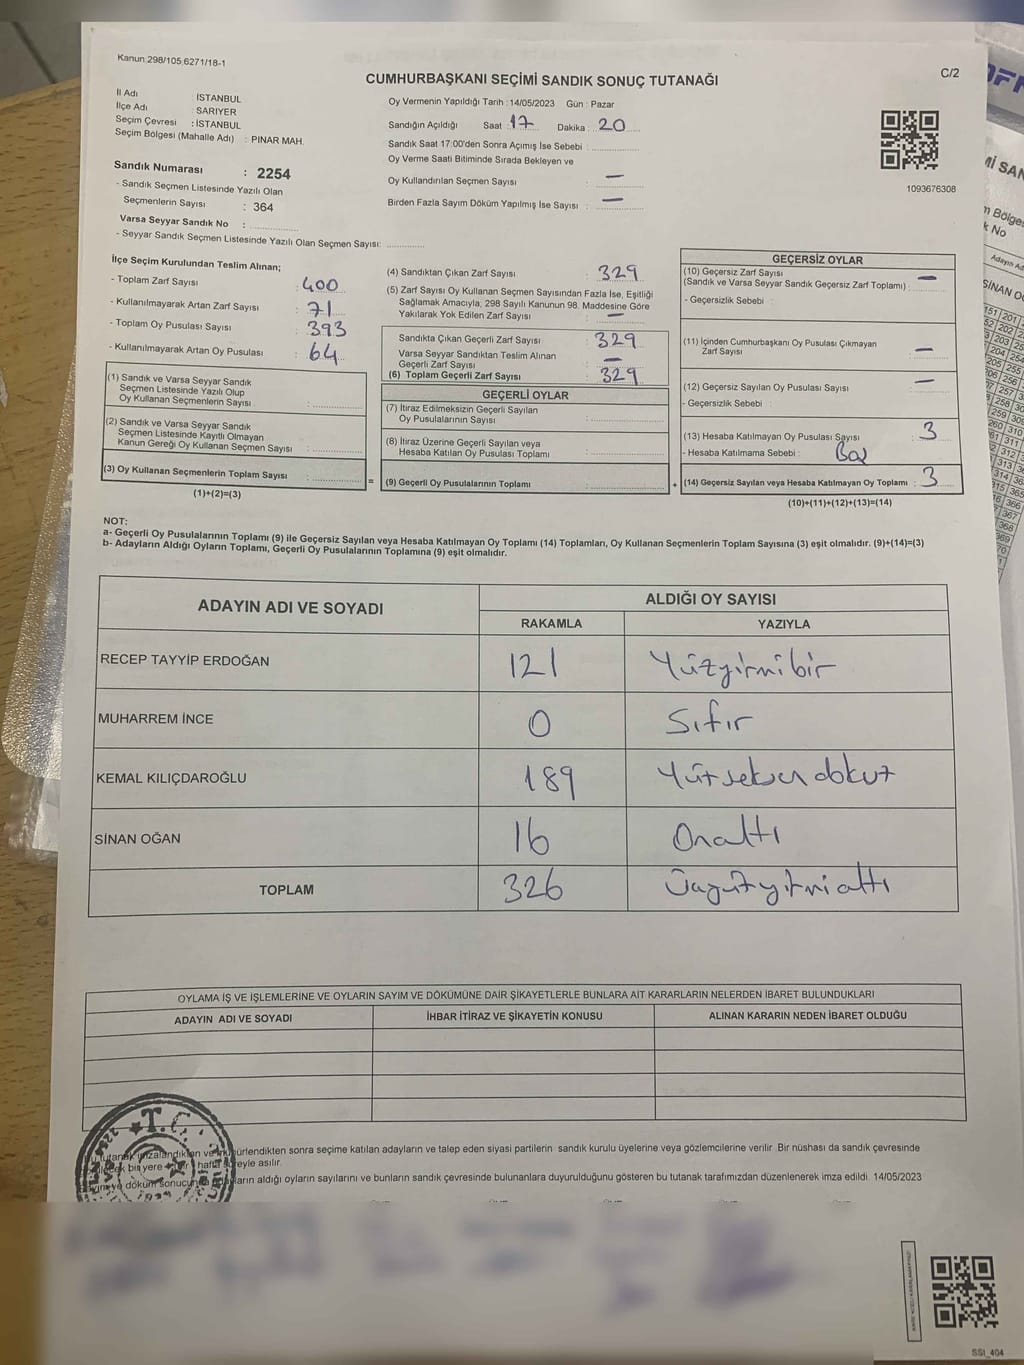 Kanun:298/105,6271/18-1
C/2
CUMHURBAŞKANI SEÇİMİ SANDIK SONUÇ TUTANAĞI
İl Adı : İSTANBUL
İlçe Adı : SARIYER
Seçim Çevresi : İSTANBUL
Seçim Bölgesi (Mahalle Adı) : PINAR MAH.
Sandık Numarası : 2254
- Sandık Seçmen Listesinde Yazılı Olan
Seçmenlerin Sayısı : 364
Varsa Seyyar Sandık No :
- Seyyar Sandık Seçmen Listesinde Yazılı Olan Seçmen Sayısı:
Oy Vermenin Yapıldığı Tarih : 14/05/2023 Gün : Pazar
Sandığın Açıldığı Saat : 17 Dakika : 20
Sandık Saat 17:00'den Sonra Açılmış İse Sebebi :
Oy Verme Saati Bitiminde Sırada Bekleyen ve
Oy Kullandırılan Seçmen Sayısı : —
Birden Fazla Sayım Döküm Yapılmış İse Sayısı : —
1093676308
İlçe Seçim Kurulundan Teslim Alınan;
- Toplam Zarf Sayısı : 400
- Kullanılmayarak Artan Zarf Sayısı : 71
- Toplam Oy Pusulası Sayısı : 393
- Kullanılmayarak Artan Oy Pusulası : 64
(1) Sandık ve Varsa Seyyar Sandık
Seçmen Listesinde Yazılı Olup
Oy Kullanan Seçmenlerin Sayısı :
(2) Sandık ve Varsa Seyyar Sandık
Seçmen Listesinde Kayıtlı Olmayan
Kanun Gereği Oy Kullanan Seçmen Sayısı :
(3) Oy Kullanan Seçmenlerin Toplam Sayısı :
(1)+(2)=(3)
=
(4) Sandıktan Çıkan Zarf Sayısı : 329
(5) Zarf Sayısı Oy Kullanan Seçmen Sayısından Fazla İse, Eşitliği
Sağlamak Amacıyla, 298 Sayılı Kanunun 98. Maddesine Göre
Yakılarak Yok Edilen Zarf Sayısı : —
Sandıkta Çıkan Geçerli Zarf Sayısı : 329
Varsa Seyyar Sandıktan Teslim Alınan
Geçerli Zarf Sayısı : —
(6) Toplam Geçerli Zarf Sayısı : 329
GEÇERLİ OYLAR
(7) İtiraz Edilmeksizin Geçerli Sayılan
Oy Pusulalarının Sayısı :
(8) İtiraz Üzerine Geçerli Sayılan veya
Hesaba Katılan Oy Pusulası Toplamı :
(9) Geçerli Oy Pusulalarının Toplamı :
+
GEÇERSİZ OYLAR
(10) Geçersiz Zarf Sayısı
(Sandık ve Varsa Seyyar Sandık Geçersiz Zarf Toplamı) : —
- Geçersizlik Sebebi :
(11) İçinden Cumhurbaşkanı Oy Pusulası Çıkmayan
Zarf Sayısı : —
(12) Geçersiz Sayılan Oy Pusulası Sayısı : —
- Geçersizlik Sebebi :
(13) Hesaba Katılmayan Oy Pusulası Sayısı : 3
- Hesaba Katılmama Sebebi : Boş
(14) Geçersiz Sayılan veya Hesaba Katılmayan Oy Toplamı : 3
(10)+(11)+(12)+(13)=(14)
NOT:
a- Geçerli Oy Pusulalarının Toplamı (9) ile Geçersiz Sayılan veya Hesaba Katılmayan Oy Toplamı (14) Toplamları, Oy Kullanan Seçmenlerin Toplam Sayısına (3) eşit olmalıdır. (9)+(14)=(3)
b- Adayların Aldığı Oyların Toplamı, Geçerli Oy Pusulalarının Toplamına (9) eşit olmalıdır.
ADAYIN ADI VE SOYADI
ALDIĞI OY SAYISI
RAKAMLA YAZIYLA
RECEP TAYYİP ERDOĞAN 121 Yüzyirmibir
MUHARREM İNCE 0 Sıfır
KEMAL KILIÇDAROĞLU 189 Yüzseksendokuz
SİNAN OĞAN 16 Onaltı
TOPLAM 326 Üçyüzyirmialtı
OYLAMA İŞ VE İŞLEMLERİNE VE OYLARIN SAYIM VE DÖKÜMÜNE DAİR ŞİKAYETLERLE BUNLARA AİT KARARLARIN NELERDEN İBARET BULUNDUKLARI
ADAYIN ADI VE SOYADI İHBAR İTİRAZ VE ŞİKAYETİN KONUSU ALINAN KARARIN NEDEN İBARET OLDUĞU
T.C.
tutanak imzalandıktan ve mühürlendikten sonra seçime katılan adayların ve talep eden siyasi partilerin sandık kurulu üyelerine veya gözlemcilerine verilir. Bir nüshası da sandık çevresinde
bir yere hafta süreyle asılır.
ve döküm sonucunda adayların aldığı oyların sayılarını ve bunların sandık çevresinde bulunanlara duyurulduğunu gösteren bu tutanak tarafımızdan düzenlenerek imza edildi. 14/05/2023
SSI_404